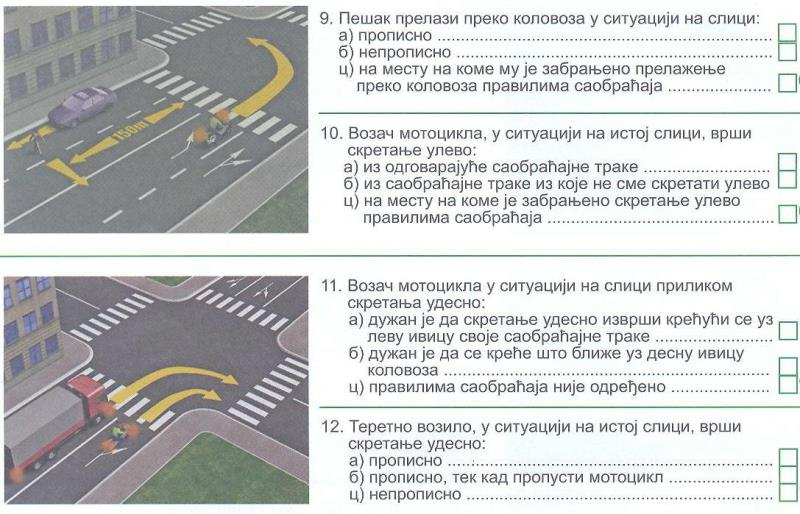 9. Пешак прелази преко коловоза у ситуацији на слици:
а) прописно
б) непрописно
ц) на месту на коме му је забрањено прелажење
преко коловоза правилима саобраћаја
150m
10. Возач мотоцикла, у ситуацији на истој слици, врши
скретање улево:
а) из одговарајуће саобраћајне траке
б) из саобраћајне траке из које не сме скретати улево
ц) на месту на коме је забрањено скретање улево
правилима саобраћаја
11. Возач мотоцикла у ситуацији на слици приликом
скретања удесно:
а) дужан је да скретање удесно изврши крећући се уз
леву ивицу своје саобраћајне траке
б) дужан је да се креће што ближе уз десну ивицу
коловоза
ц) правилима саобраћаја није одређено
12. Теретно возило, у ситуацији на истој слици, врши
скретање удесно:
а) прописно
б) прописно, тек кад пропусти мотоцикл
ц) непрописно